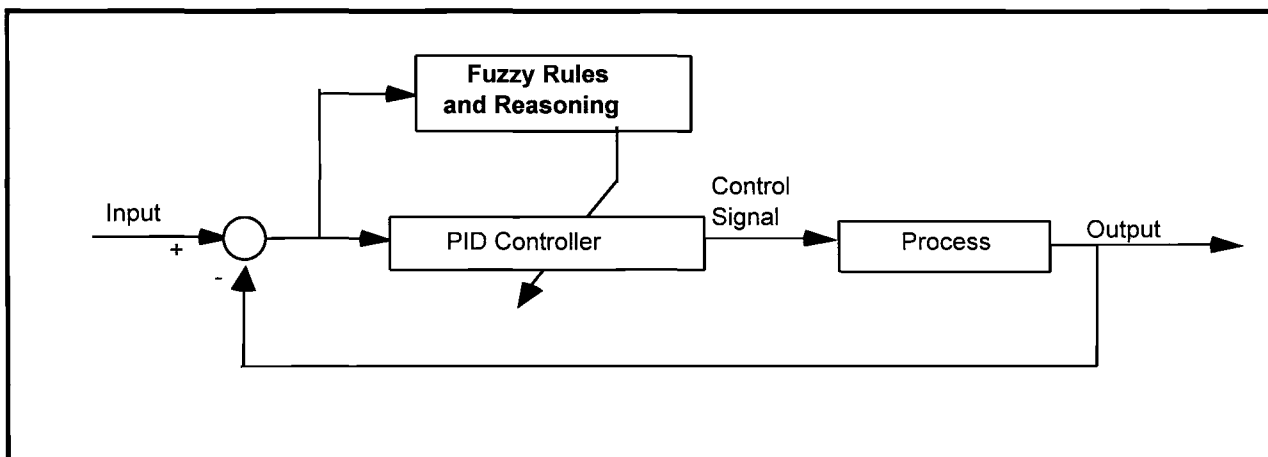 Fuzzy Rules
and Reasoning
Input
+
-
PID Controller
Control
Signal
Process
Output